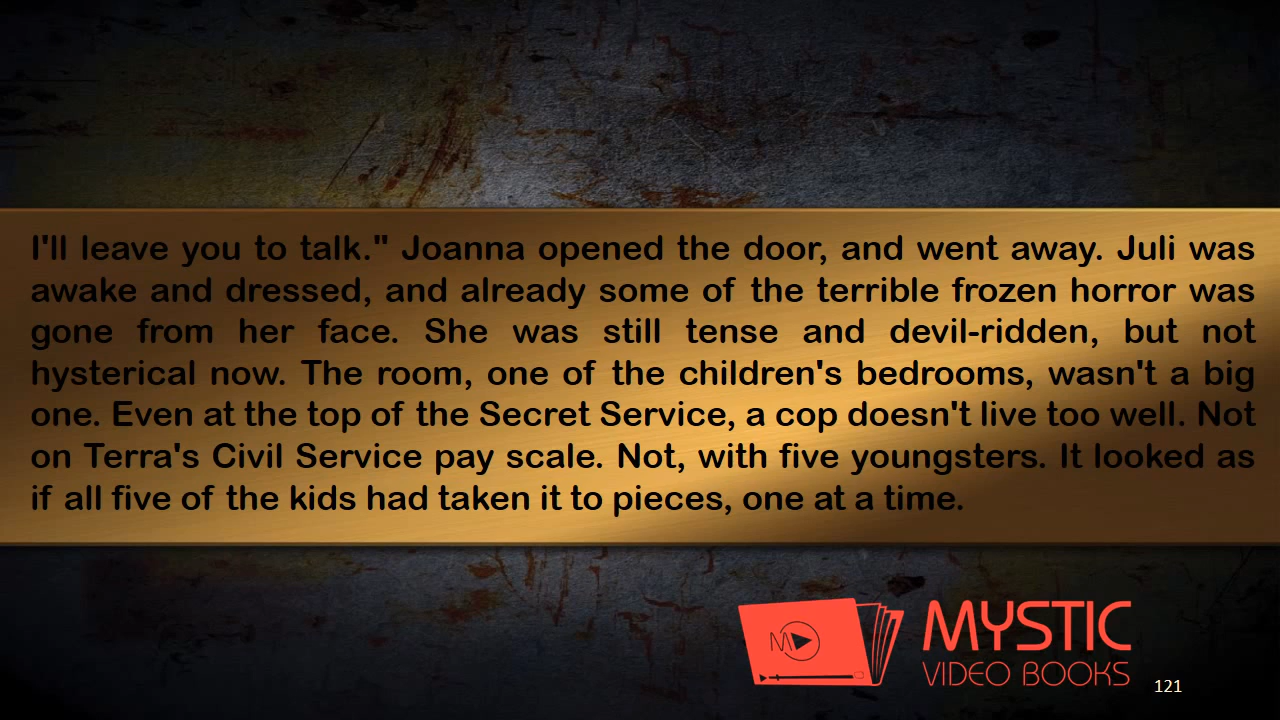 I'll leave you to talk." Joanna opened the door, and went away. Juli was
awake and dressed, and already some of the terrible frozen horror was
gone from her face. She was still tense and devil-ridden, but not
hysterical now. The room, one of the children's bedrooms, wasn't a big
one. Even at the top of the Secret Service, a cop doesn't live too well. Not
on Terra's Civil Service pay scale. Not, with five youngsters. It looked as
if all five of the kids had taken it to pieces, one at a time.
MYSTIC
VIDEO BOOKS
121